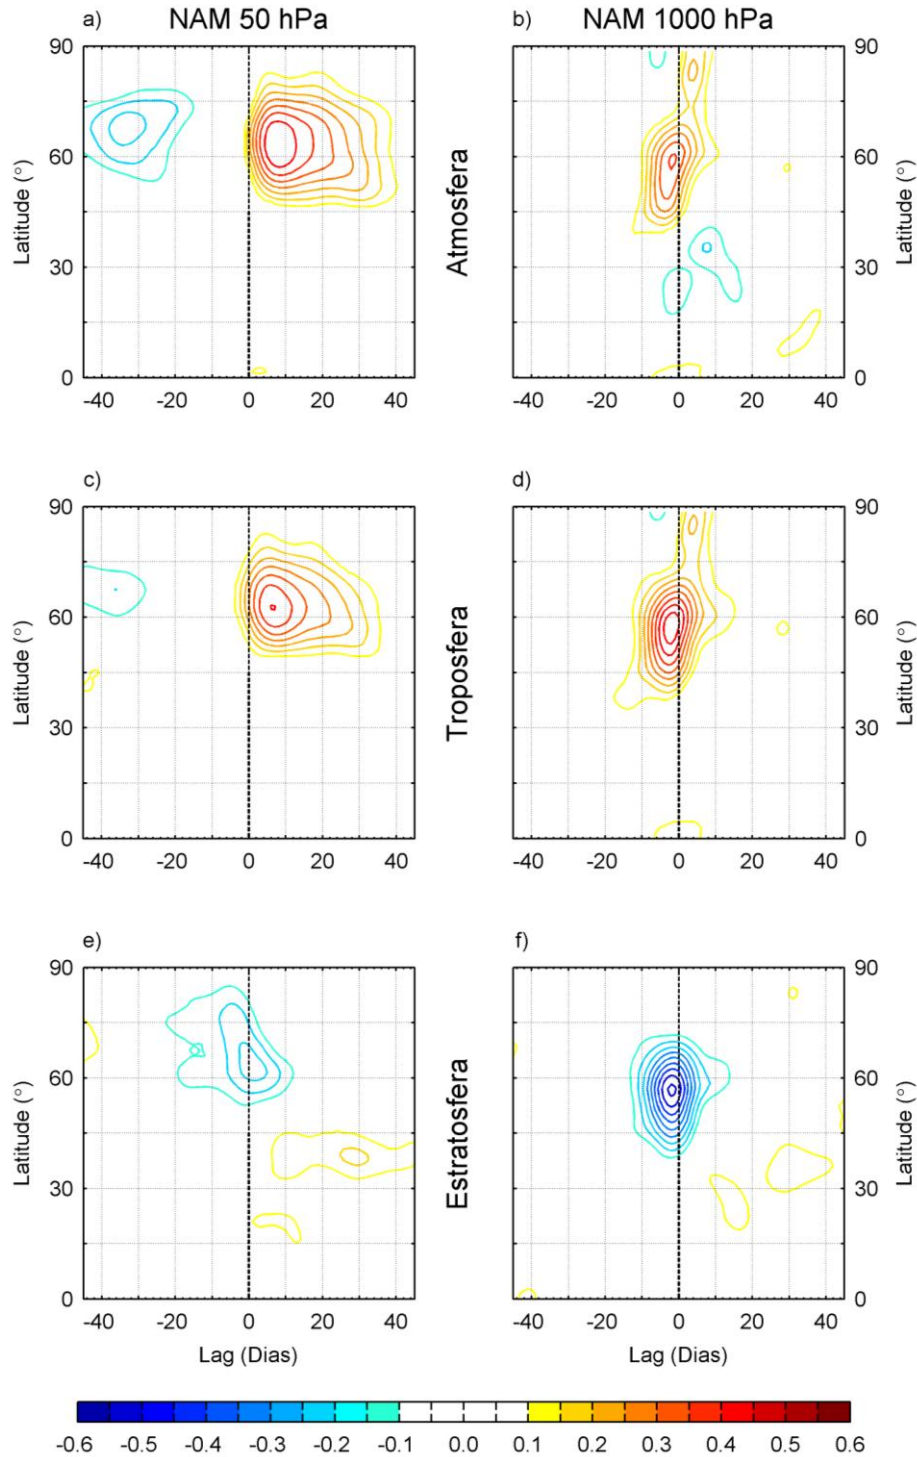 NAM 50 hPa
NAM 1000 hPa
a)
b)
90 60 30 0
Latitude (°)
Atmosfera
90 60 30 0
Latitude (°)
-40 -20 0 20 40
-40 -20 0 20 40
c)
d)
90 60 30 0
Latitude (°)
Troposfera
90 60 30 0
Latitude (°)
-40 -20 0 20 40
-40 -20 0 20 40
e)
f)
90 60 30 0
Latitude (°)
Estratosfera
90 60 30 0
Latitude (°)
-40 -20 0 20 40
-40 -20 0 20 40
Lag (Dias)
Lag (Dias)
-0.6 -0.5 -0.4 -0.3 -0.2 -0.1 0.0 0.1 0.2 0.3 0.4 0.5 0.6